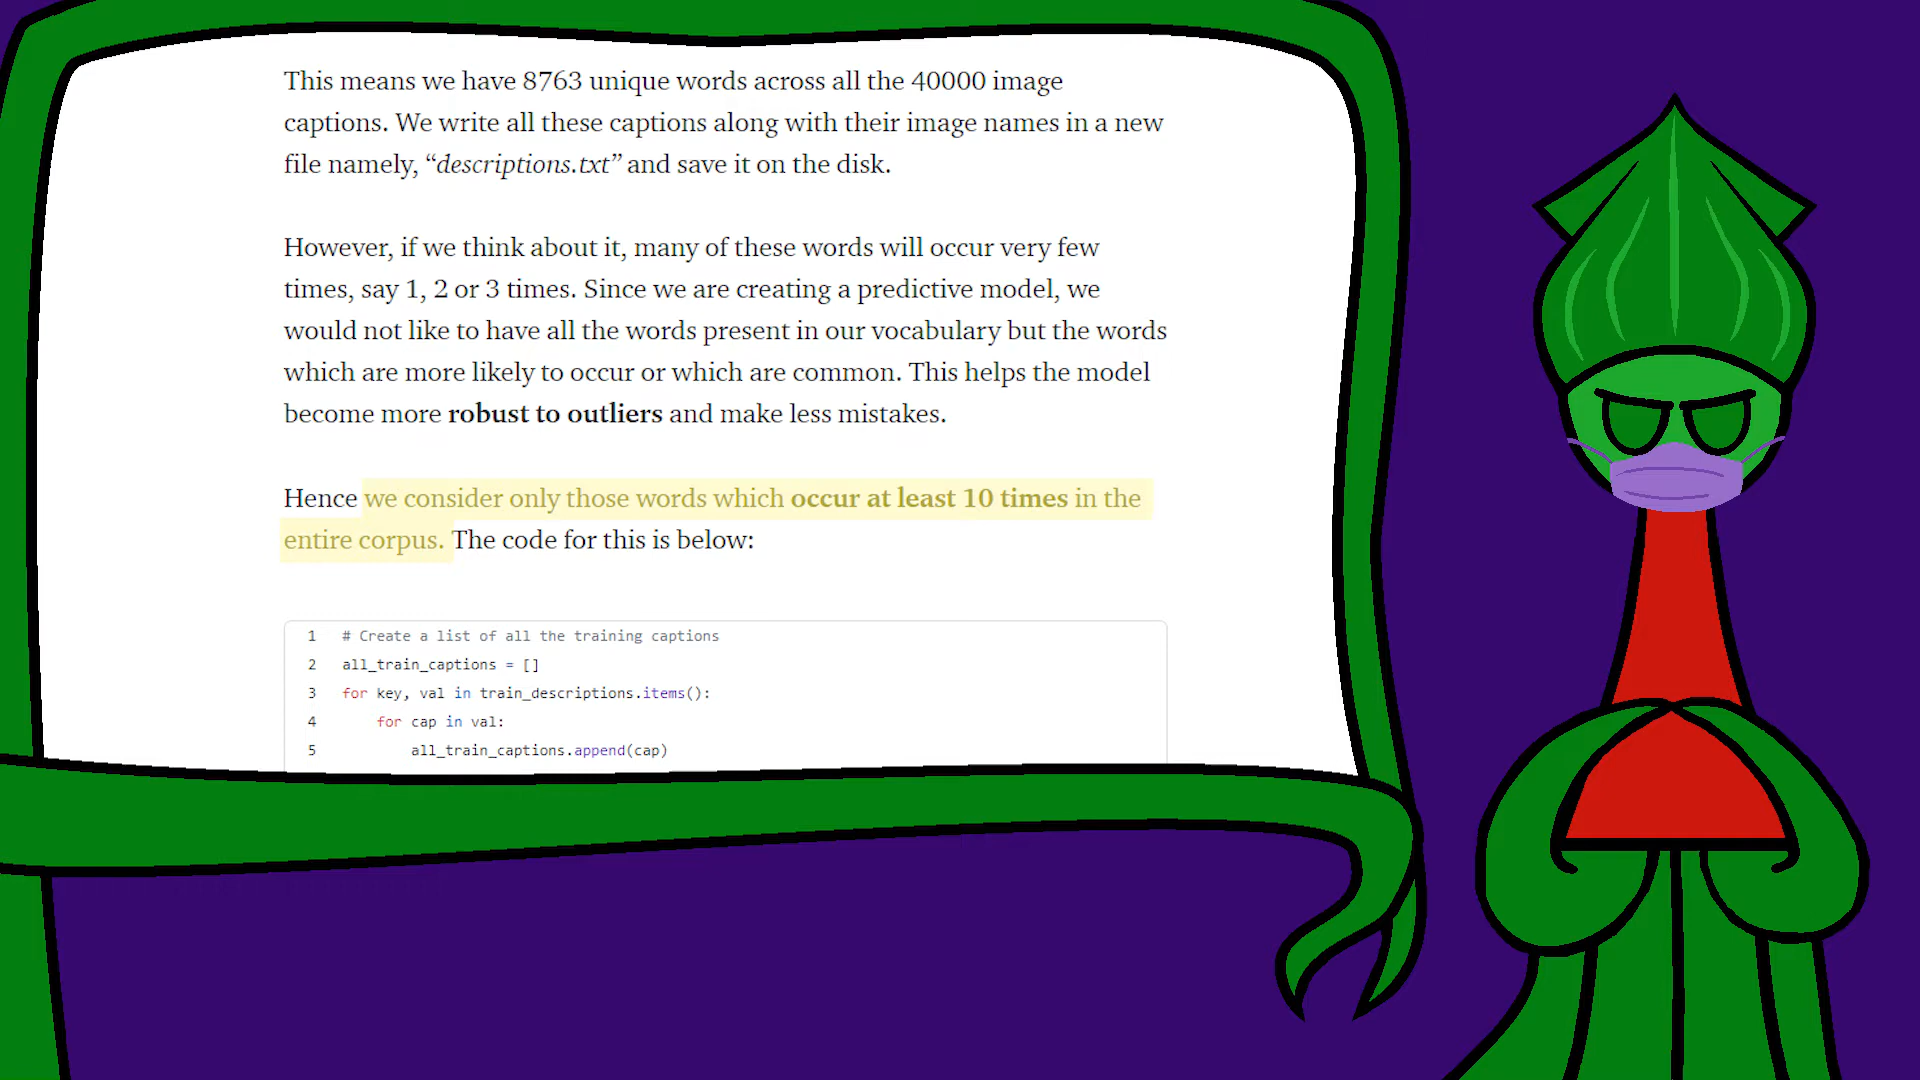 This means we have 8763 unique words across all the 40000 image
captions. We write all these captions along with their image names in a new
file namely, “descriptions.txt” and save it on the disk.
However, if we think about it, many of these words will occur very few
times, say 1, 2 or 3 times. Since we are creating a predictive model, we
would not like to have all the words present in our vocabulary but the words
which are more likely to occur or which are common. This helps the model
become more robust to outliers and make less mistakes.
Hence we consider only those words which occur at least 10 times in the
entire corpus. The code for this is below:
1 # Create a list of all the training captions
2 all_train_captions = []
3 for key, val in train_descriptions.items():
4     for cap in val:
5         all_train_captions.append(cap)